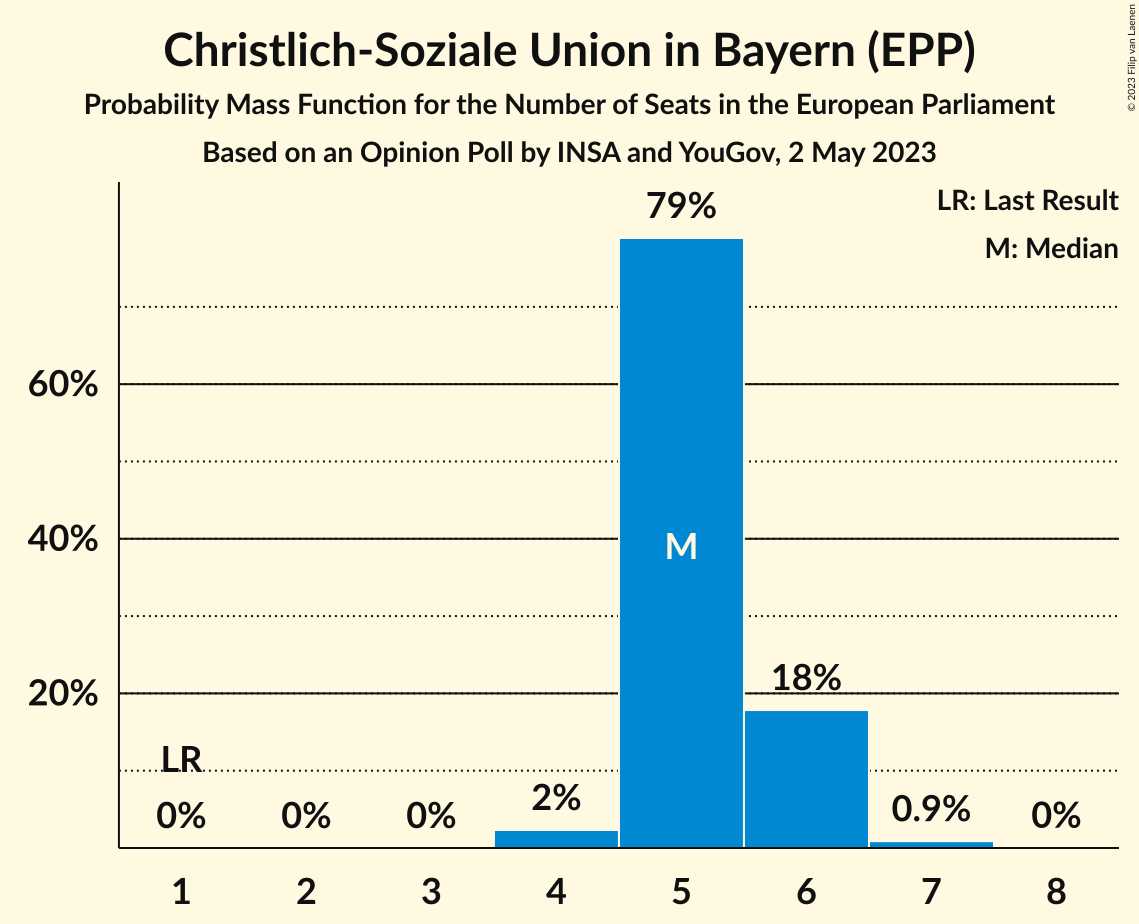 Christlich-Soziale Union in Bayern (EPP)
Probability Mass Function for the Number of Seats in the European Parliament
Based on an Opinion Poll by INSA and YouGov, 2 May 2023
© 2023 Filip van Laenen
LR: Last Result
M: Median
79%
60%
40%
M
20%
18%
LR
0%
0%
0%
2%
0.9%
0%
1 2 3 4 5 6 7 8